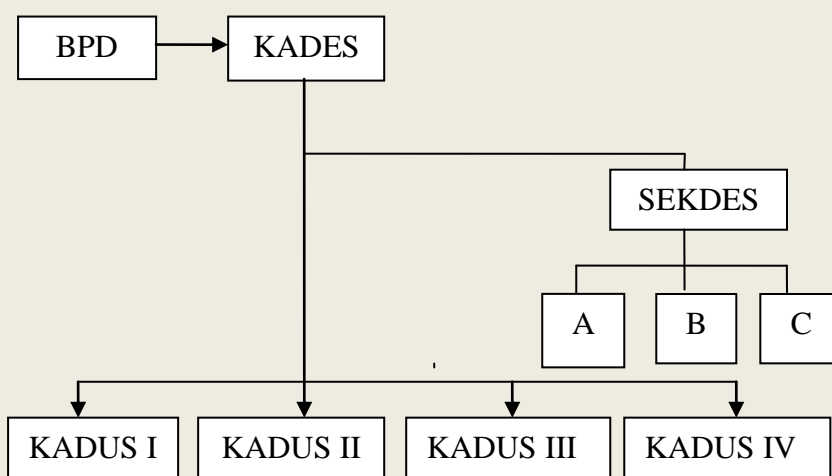 BPD
KADES
SEKDES
A
B
C
KADUS I
KADUS II
KADUS III
KADUS IV